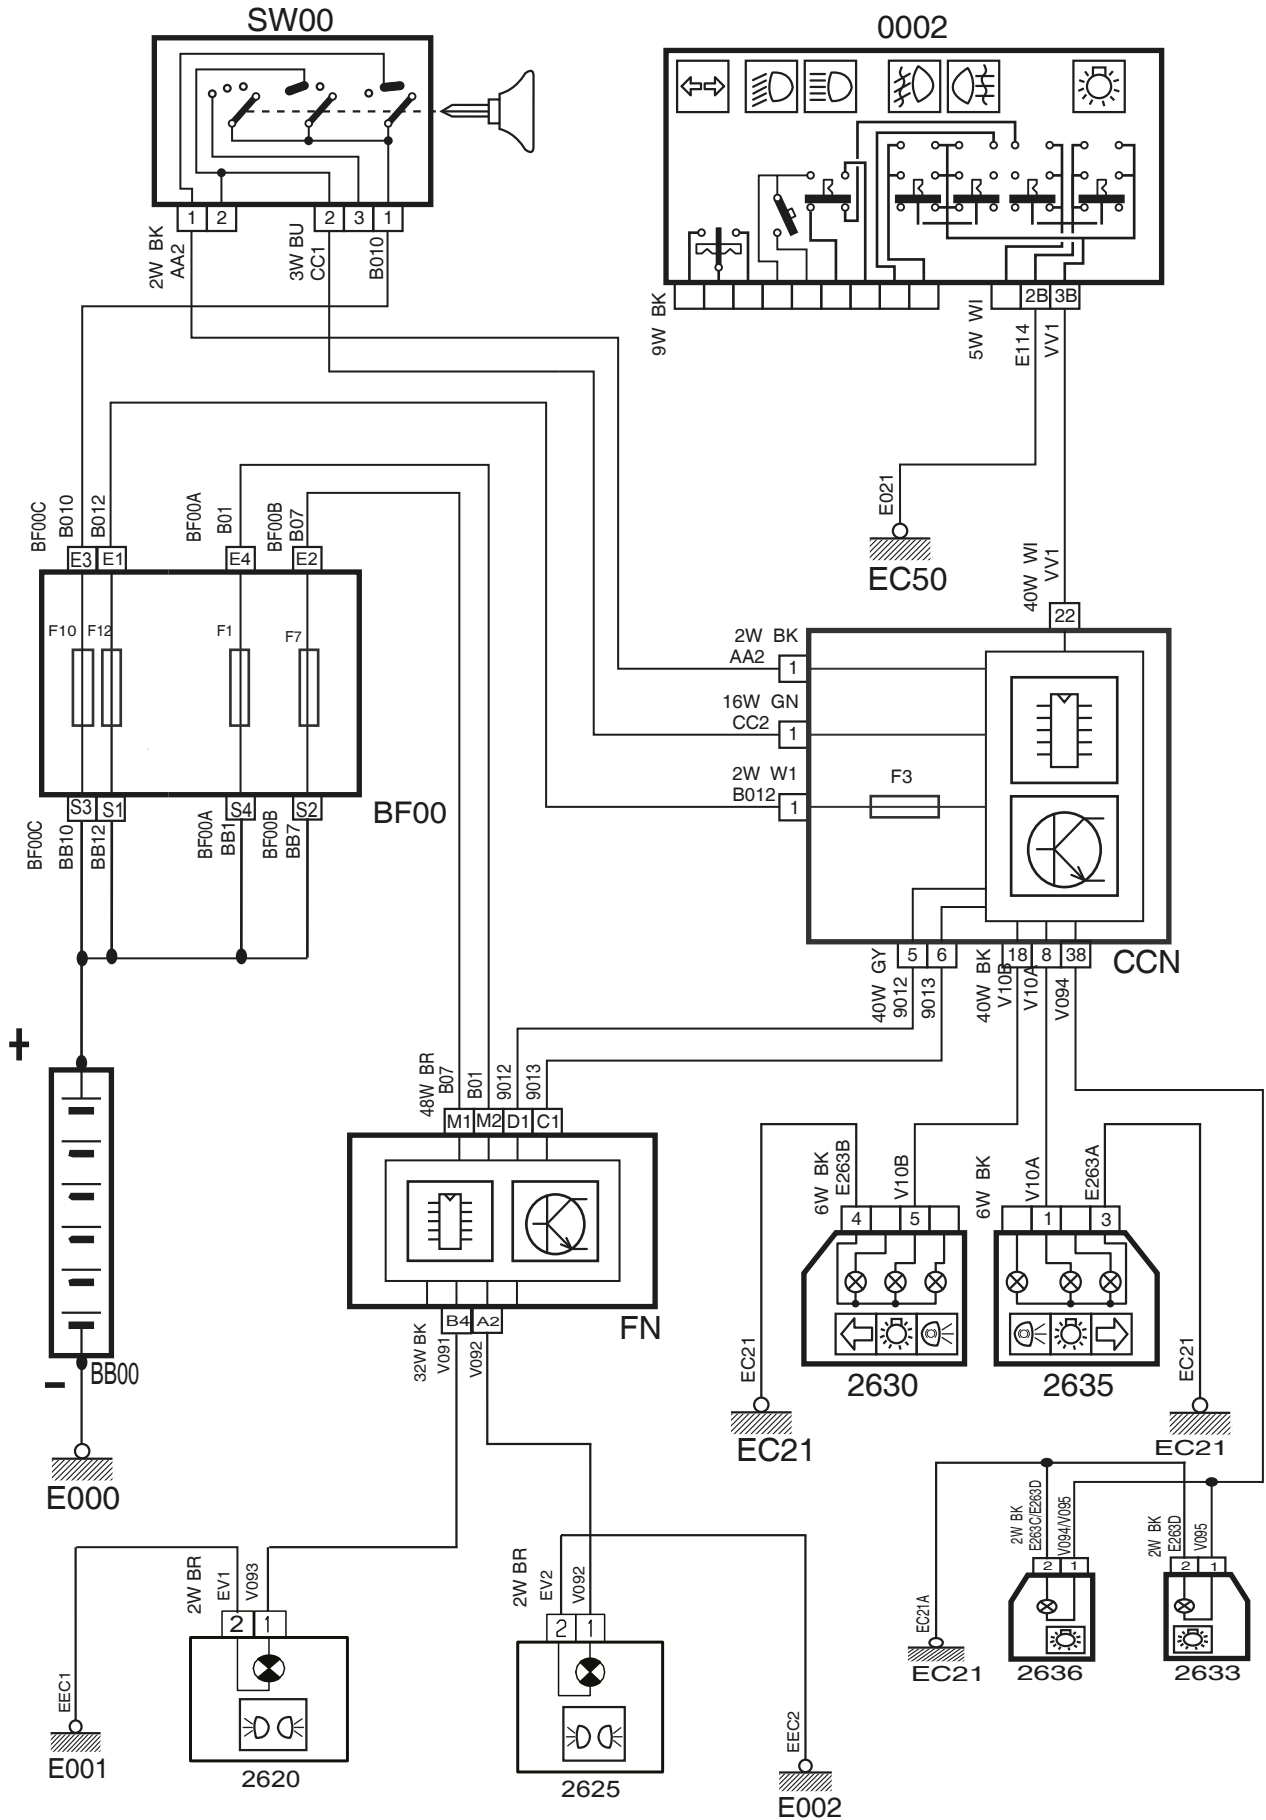 SW00
0002
1 2 2 3 1
2W BK
AA2
3W BU
CC1
B010
9W BK
2B 3B
5W WI
E114
VV1
BF00C
B010
B012
BF00A
B01
BF00B
B07
E3 E1 E4 E2
F10 F12 F1 F7
S3 S1 S4 S2
BF00C
BB10
BB12
BF00A
BB1
BF00B
BB7
BF00
E021
EC50
40W WI
VV1
22
2W BK
AA2
1
16W GN
CC2
1
2W W1
B012
1
F3
5 6 18 8 38
CCN
40W GY
9012
9013
40W BK
V10B
V10A
V094
+
-
BB00
E000
48W BR
B07
B01
9012
9013
M1 M2 D1 C1
FN
B4 A2
32W BK
V091
V092
6W BK
E263B
V10B
4 5
2630
6W BK
V10A
E263A
1 3
2635
EC21
EC21
EC21
EC21
2W BK
E263C/E263D
V094/V095
2 1
2636
2W BK
E263D
V095
2 1
2633
EC21A
EC21
2W BR
EV1
V093
2 1
2620
EEC1
E001
2W BR
EV2
V092
2 1
2625
EEC2
E002